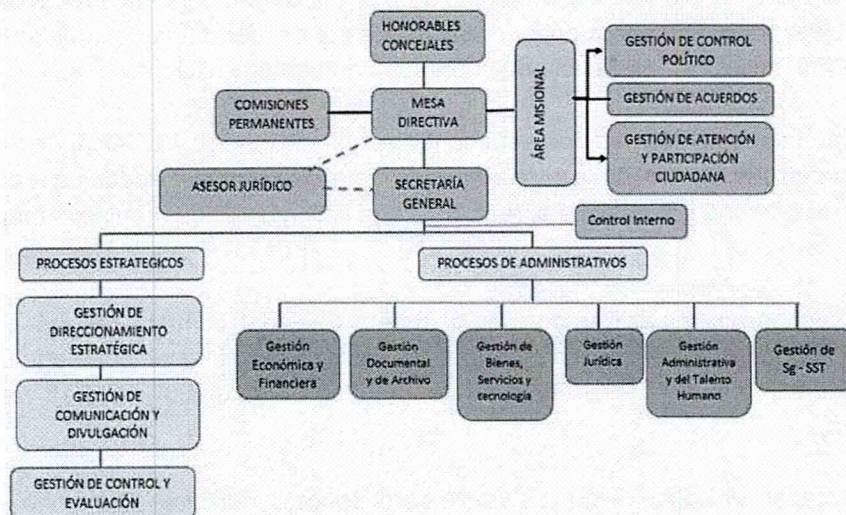 HONORABLES
CONCEJALES
COMISIONES
PERMANENTES
MESA
DIRECTIVA
ÁREA MISIONAL
GESTIÓN DE CONTROL
POLÍTICO
GESTIÓN DE ACUERDOS
GESTIÓN DE ATENCIÓN
Y PARTICIPACIÓN
CIUDADANA
ASESOR JURÍDICO
SECRETARÍA
GENERAL
Control Interno
PROCESOS ESTRATEGICOS
PROCESOS DE ADMINISTRATIVOS
GESTIÓN DE
DIRECCIONAMIENTO
ESTRATÉGICA
GESTIÓN DE
COMUNICACIÓN Y
DIVULGACIÓN
GESTIÓN DE CONTROL Y
EVALUACIÓN
Gestión
Económica y
Financiera
Gestión
Documental
y de Archivo
Gestión de
Bienes,
Servicios y
tecnología
Gestión
Jurídica
Gestión
Administrativa
y del Talento
Humano
Gestión de
Sg - SST